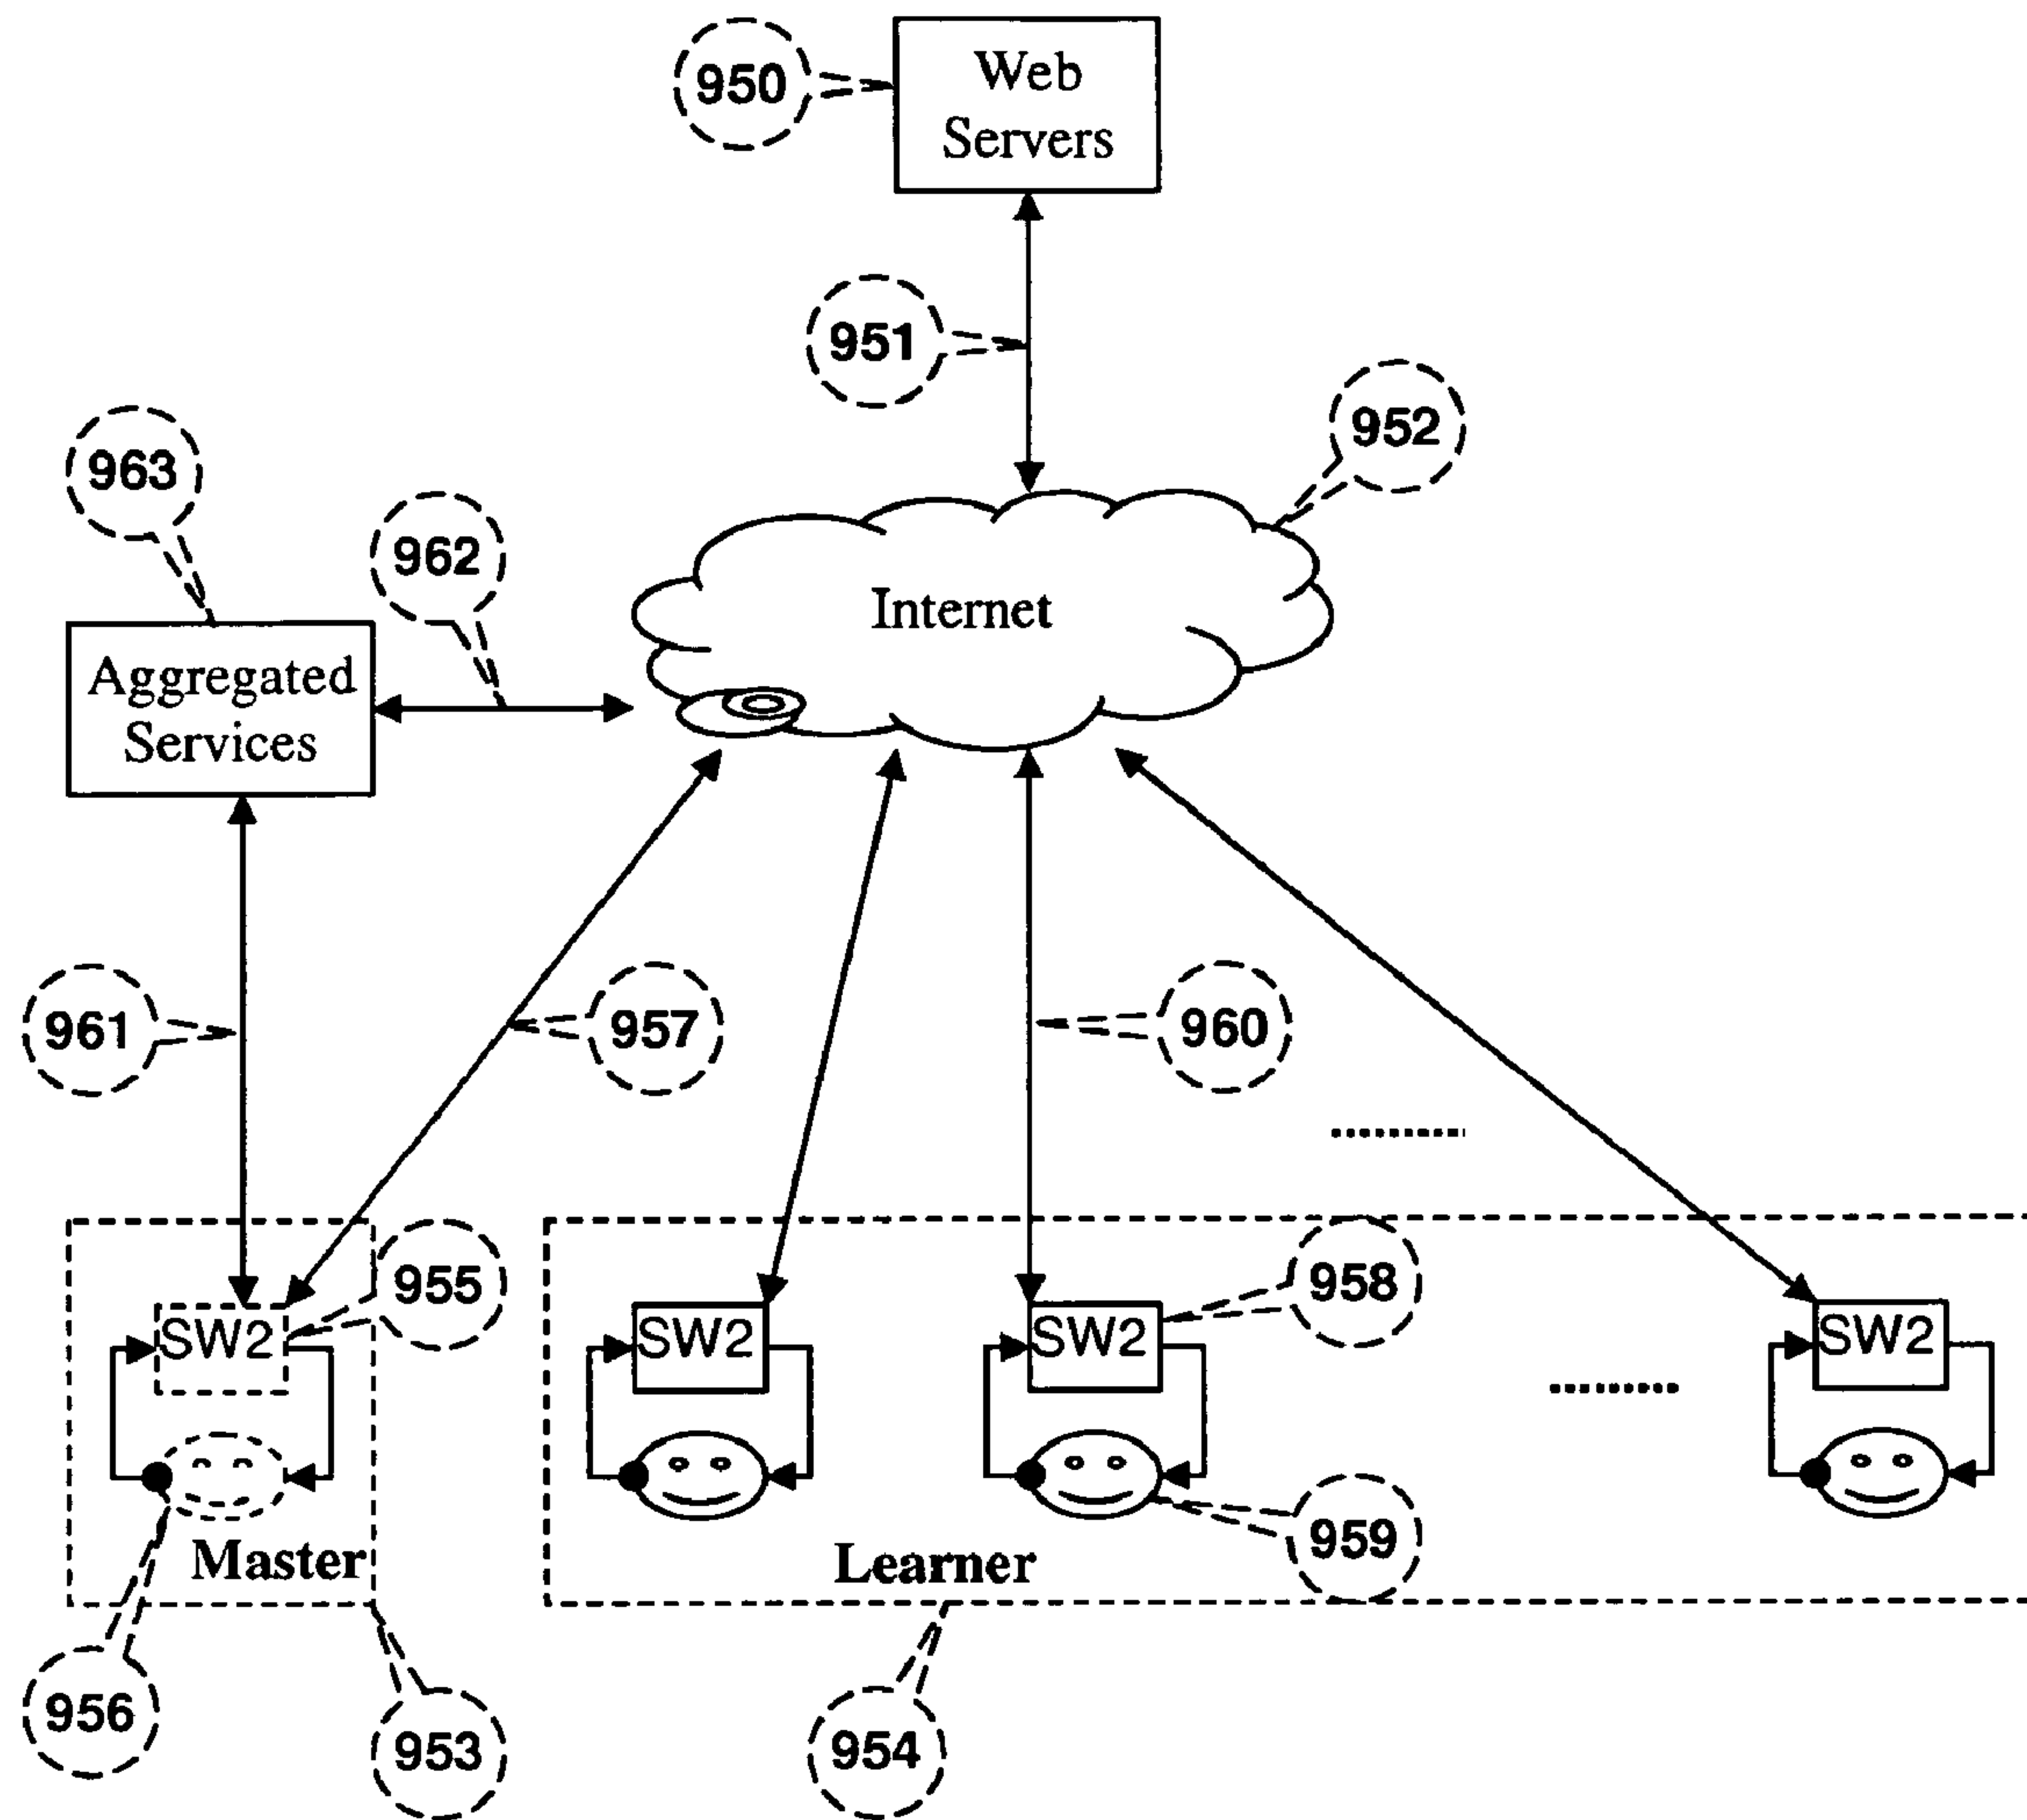 950
Web
Servers
951
952
963
962
Internet
Aggregated
Services
961
957
960
955
958
SW2
SW2
SW2
SW2
959
Master
Learner
956
953
954